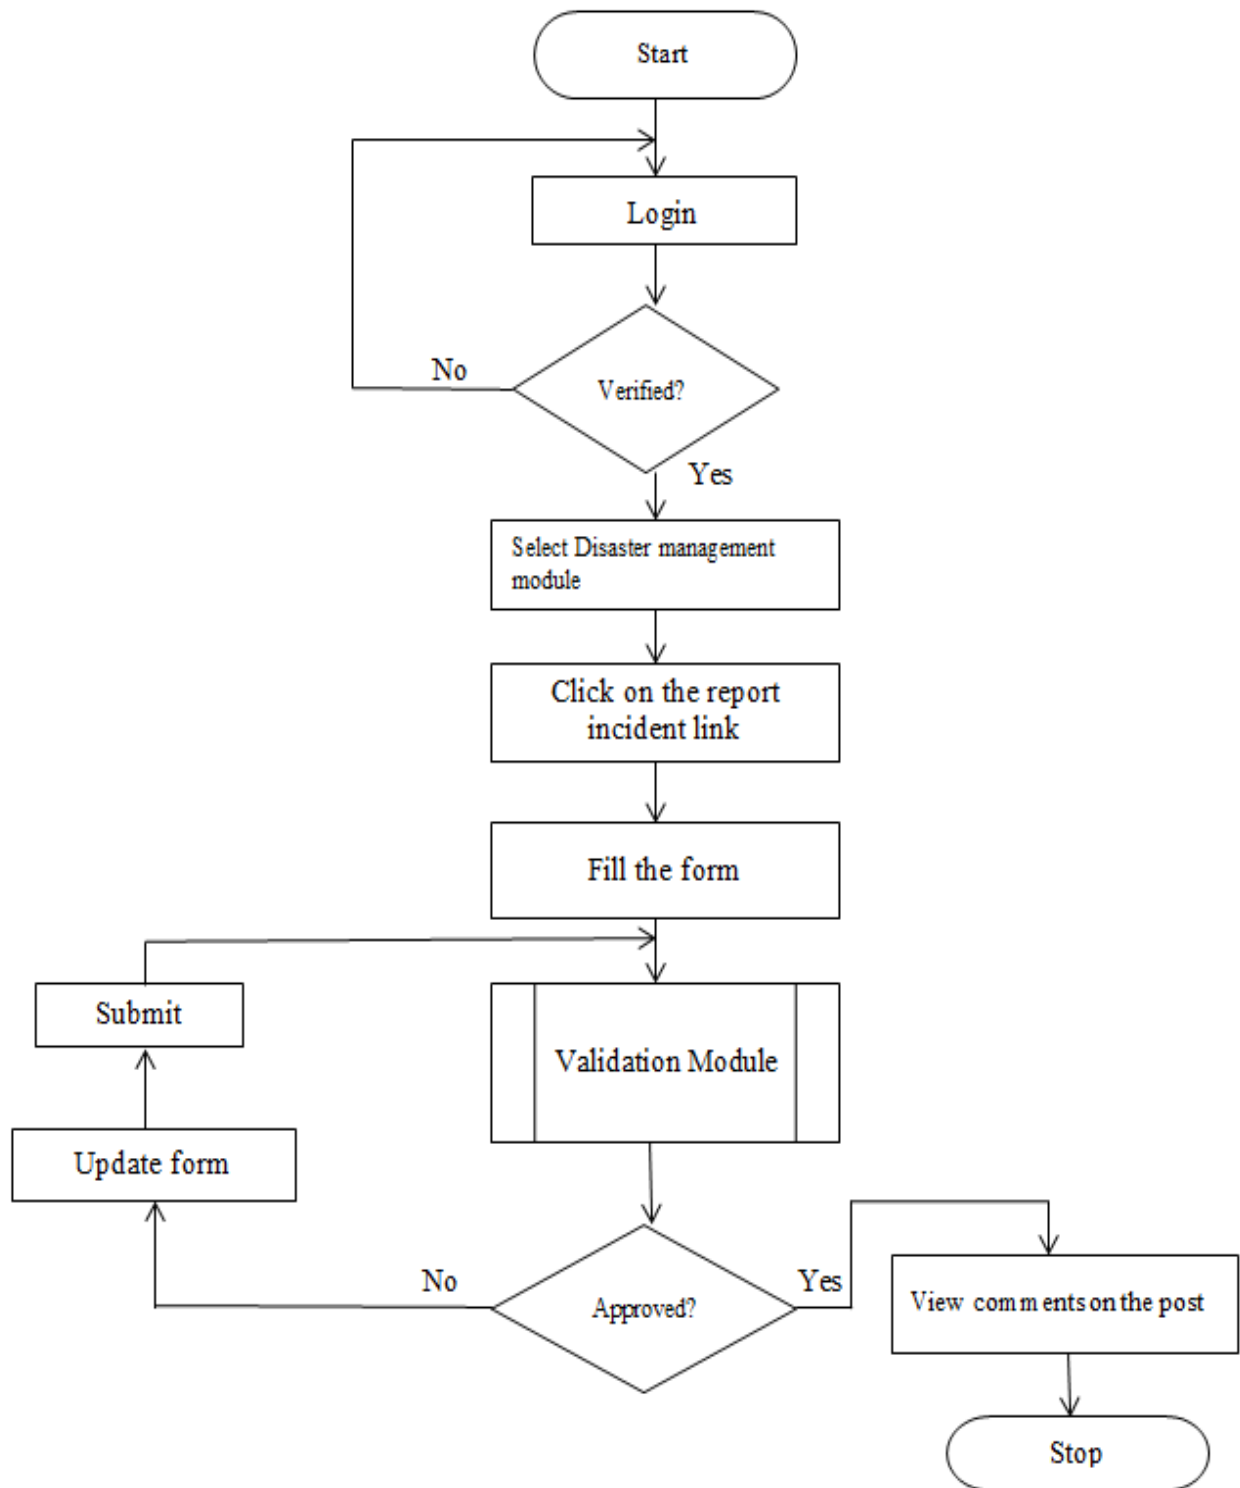 Start
Login
No
Verified?
Yes
Select Disaster management
module
Click on the report
incident link
Fill the form
Submit
Validation Module
Update form
No
Approved?
Yes
View comments on the post
Stop